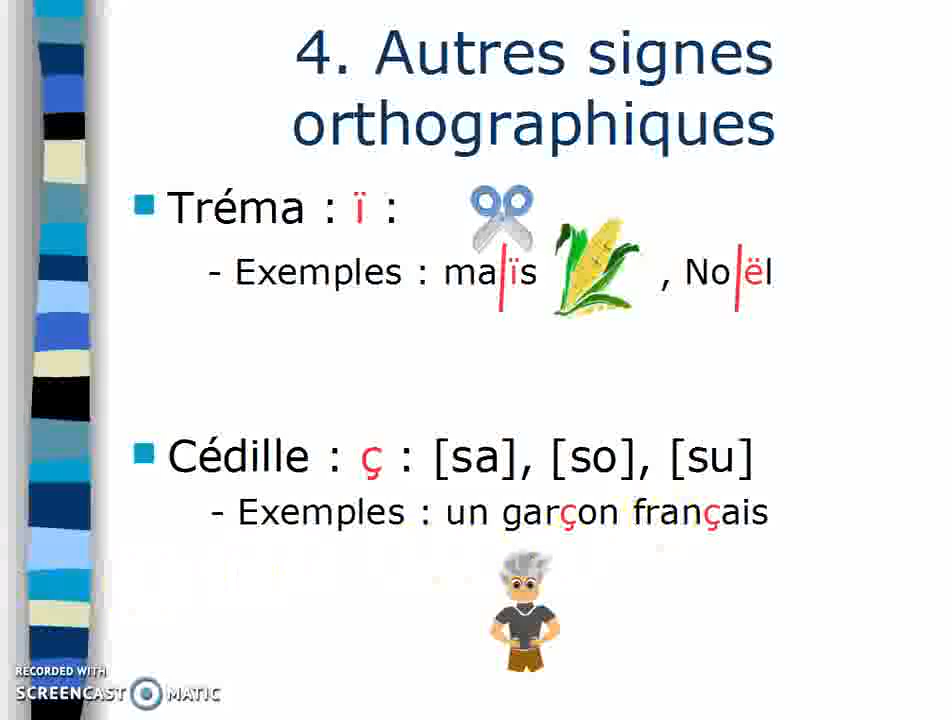 4. Autres signes
orthographiques
Tréma : ï :
- Exemples : maïs , Noël
Cédille : ç : [sa], [so], [su]
- Exemples : un garçon français
RECORDED WITH
SCREENCAST MATIC